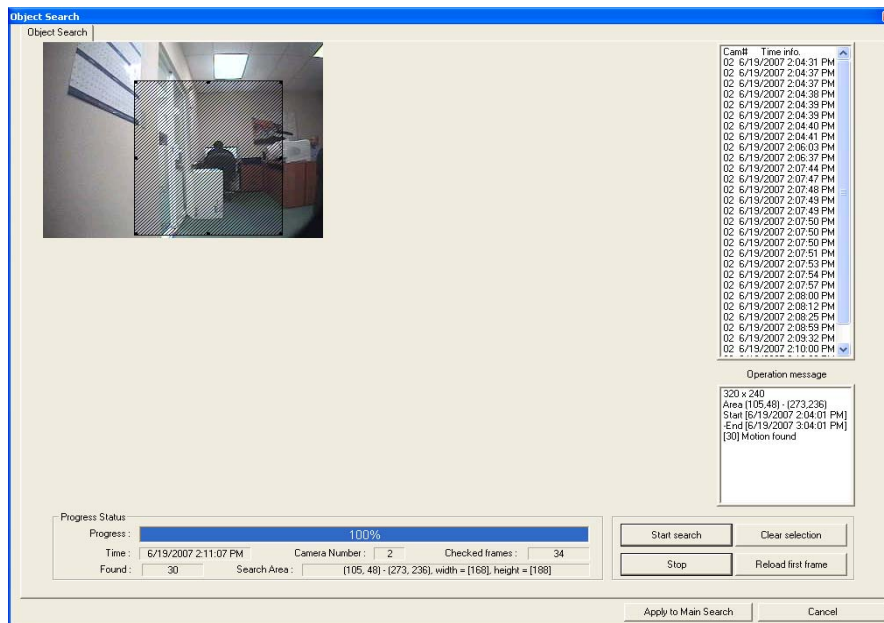 Object Search
Object Search
Cam# Time info.
02 6/19/2007 2:04:31 PM
02 6/19/2007 2:04:37 PM
02 6/19/2007 2:04:37 PM
02 6/19/2007 2:04:38 PM
02 6/19/2007 2:04:39 PM
02 6/19/2007 2:04:39 PM
02 6/19/2007 2:04:40 PM
02 6/19/2007 2:04:41 PM
02 6/19/2007 2:06:03 PM
02 6/19/2007 2:06:37 PM
02 6/19/2007 2:07:44 PM
02 6/19/2007 2:07:47 PM
02 6/19/2007 2:07:48 PM
02 6/19/2007 2:07:49 PM
02 6/19/2007 2:07:49 PM
02 6/19/2007 2:07:50 PM
02 6/19/2007 2:07:50 PM
02 6/19/2007 2:07:50 PM
02 6/19/2007 2:07:51 PM
02 6/19/2007 2:07:53 PM
02 6/19/2007 2:07:54 PM
02 6/19/2007 2:07:57 PM
02 6/19/2007 2:08:00 PM
02 6/19/2007 2:08:12 PM
02 6/19/2007 2:08:25 PM
02 6/19/2007 2:08:59 PM
02 6/19/2007 2:09:32 PM
02 6/19/2007 2:10:00 PM
Operation message
320 x 240
Area (105,48) - (273,236)
Start [6/19/2007 2:04:01 PM]
-End [6/19/2007 3:04:01 PM]
[30] Motion found
Progress Status
Progress : 100%
Time : 6/19/2007 2:11:07 PM Camera Number : 2 Checked frames : 34
Found : 30 Search Area : (105, 48) - (273, 236), width = [168], height = [188]
Start search Clear selection
Stop Reload first frame
Apply to Main Search Cancel